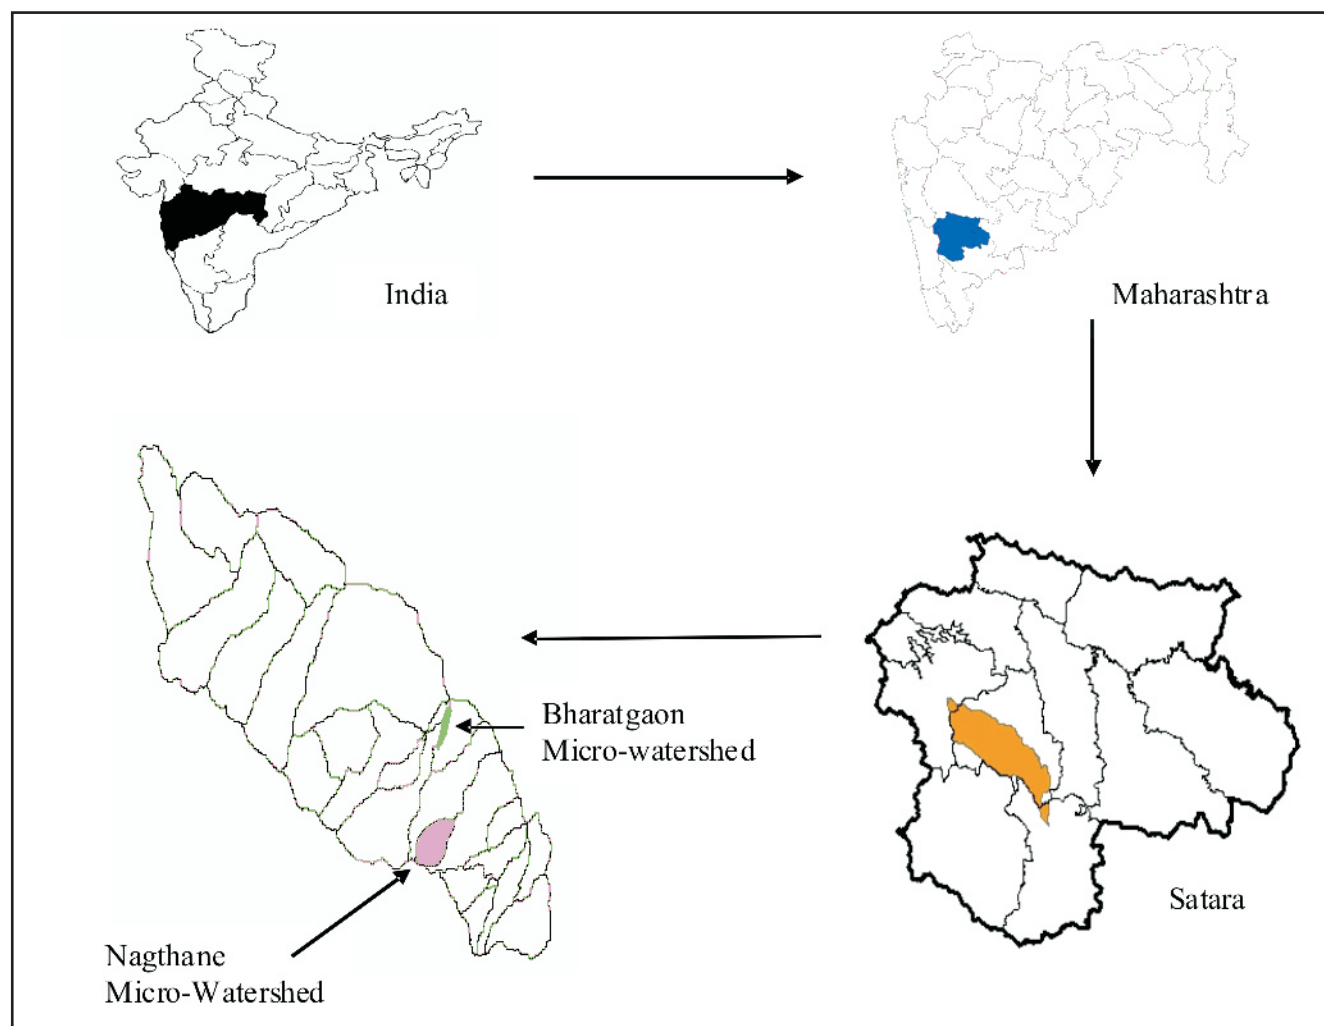 India
Maharashtra
Bharatgaon
Micro-watershed
Satara
Nagthane
Micro-Watershed